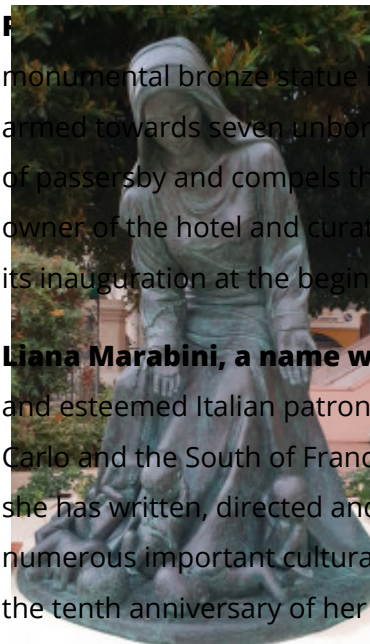 monumental bronze statue i
armed towards seven unbor
of passersby and compels th
owner of the hotel and curat
its inauguration at the begin
Liana Marabini, a name w
and esteemed Italian patron
Carlo and the South of Franc
she has written, directed and
numerous important cultura
the tenth anniversary of her